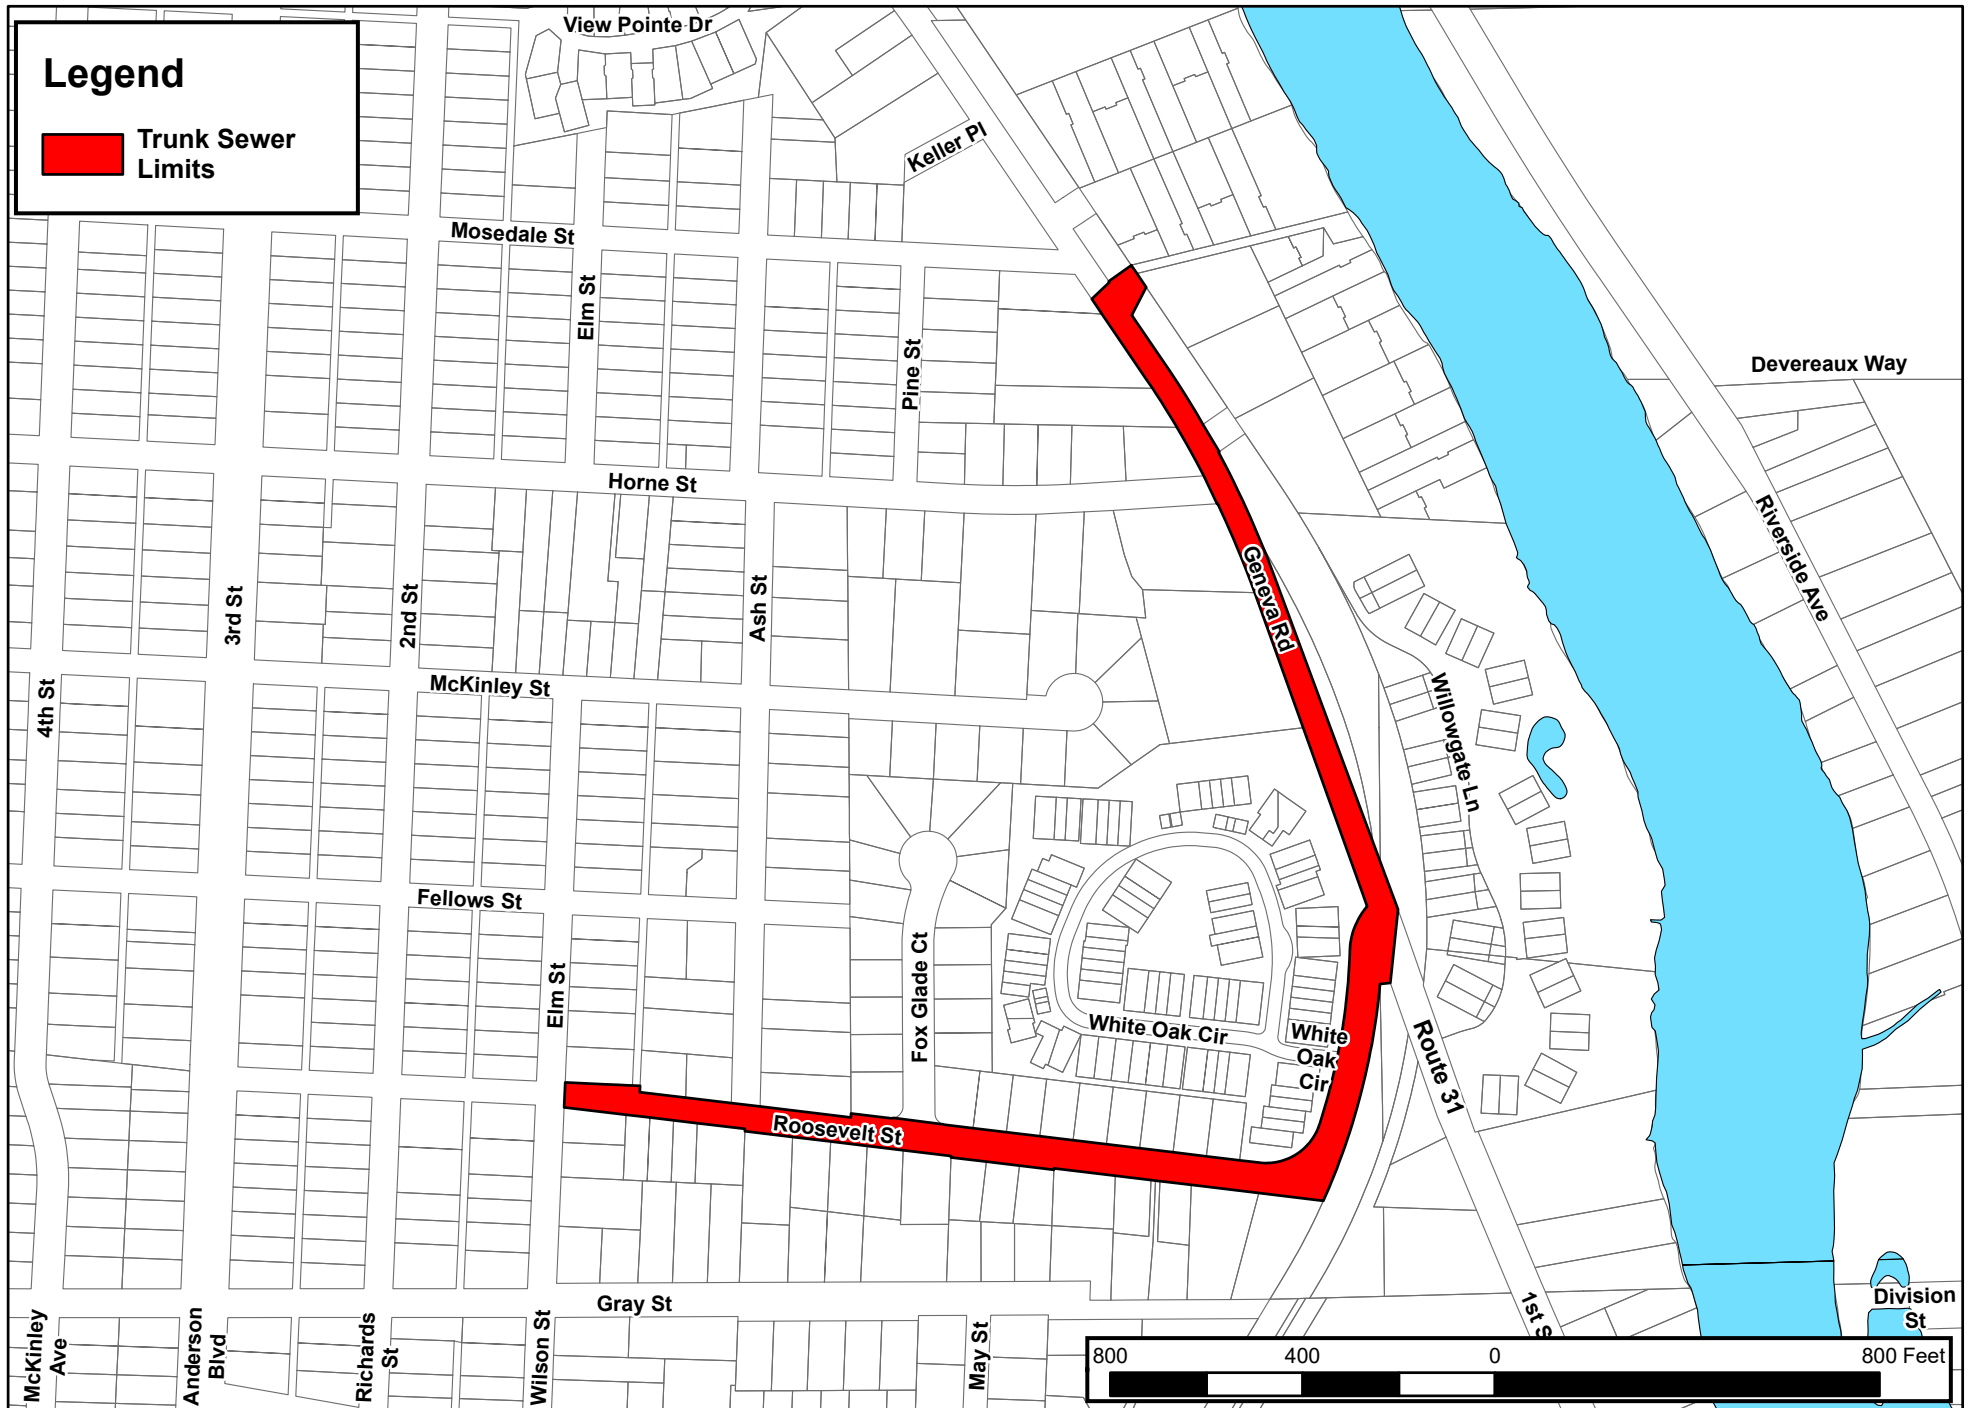 View Pointe Dr
Legend
Trunk Sewer
Limits
Keller Pl
Mosedale St
Elm St
Pine St
Devereaux Way
Horne St
Riverside Ave
Geneva Rd
3rd St
2nd St
Ash St
4th St
McKinley St
Willowgate Ln
Fellows St
Elm St
Fox Glade Ct
White Oak Cir
White
Oak
Cir
Route 31
Roosevelt St
Gray St
1st S
Division
St
McKinley
Ave
Anderson
Blvd
Richards
St
Wilson St
May St
800 400 0 800 Feet